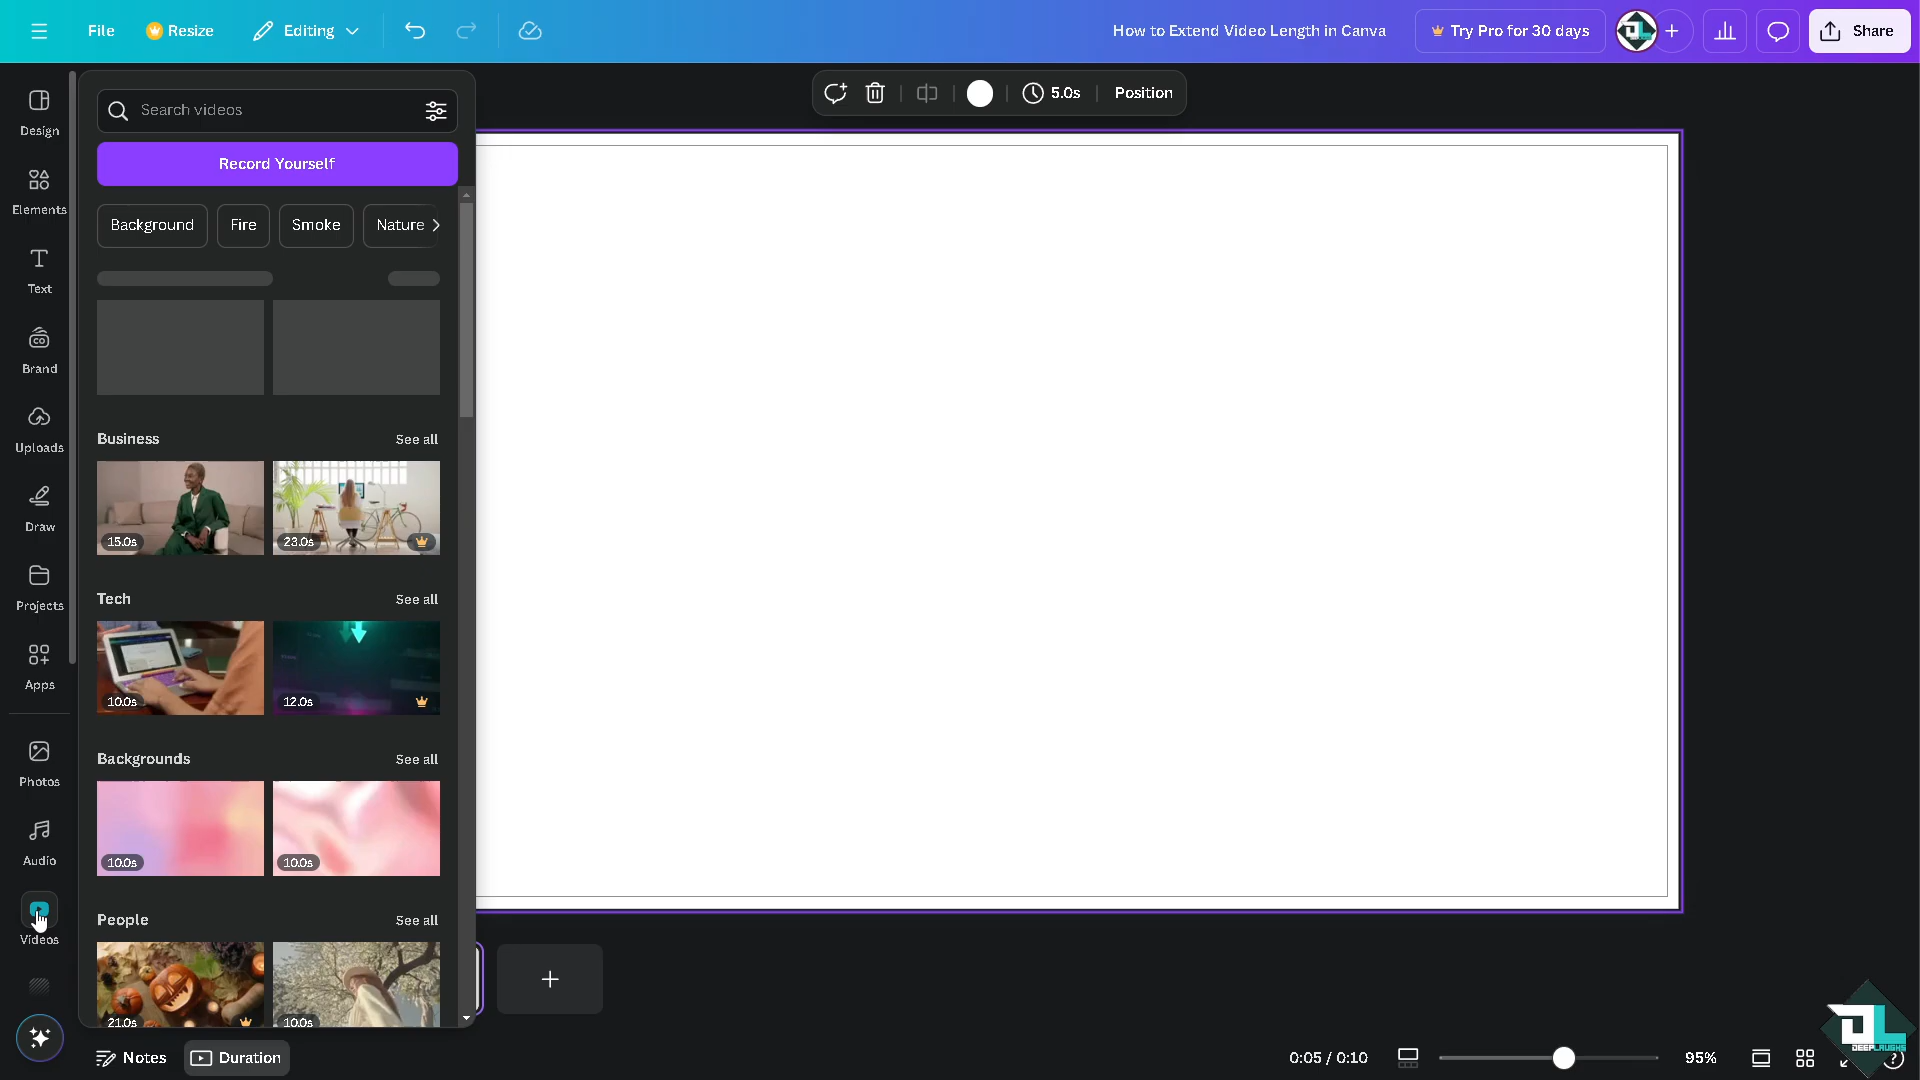 File
Resize
Editing
How to Extend Video Length in Canva
Try Pro for 30 days
Share
Design
Elements
Text
Brand
Uploads
Draw
Projects
Apps
Photos
Audio
Videos
Search videos
Record Yourself
Background
Fire
Smoke
Nature
Business
See all
15.0s
23.0s
Tech
See all
10.0s
12.0s
Backgrounds
See all
10.0s
10.0s
People
See all
21.0s
10.0s
5.0s
Position
Notes
Duration
0:05 / 0:10
95%
DL
DEEPLAUGHS